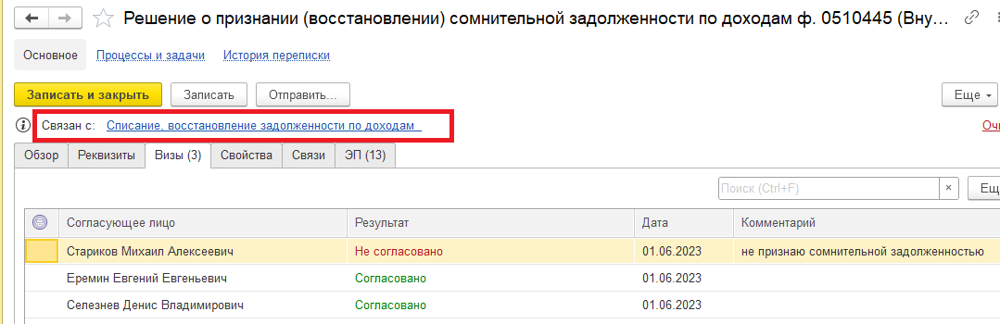 Решение о признании (восстановлении) сомнительной задолженности по доходам ф. 0510445 (Вну...
Основное Процессы и задачи История переписки
Записать и закрыть Записать Отправить... Еще
Связан с: Списание, восстановление задолженности по доходам Очи
Обзор Реквизиты Визы (3) Свойства Связи ЭП (13)
Поиск (Ctrl+F) × Ещ
Согласующее лицо Результат Дата Комментарий
Стариков Михаил Алексеевич Не согласовано 01.06.2023 не признаю сомнительной задолженностью
Еремин Евгений Евгеньевич Согласовано 01.06.2023
Селезнев Денис Владимирович Согласовано 01.06.2023